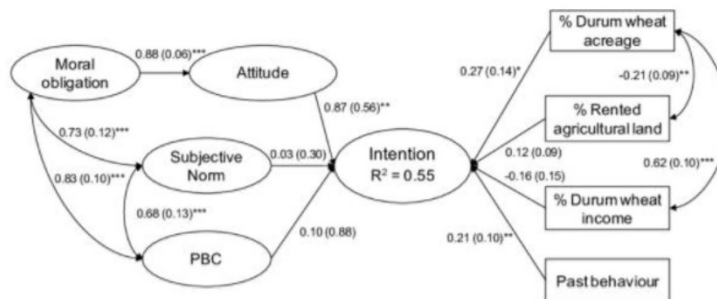 % Durum wheat
acreage
0.88 (0.06)***
Moral
obligation
Attitude
0.27 (0.14)*
-0.21 (0.09)**
0.87 (0.56)**
% Rented
agricultural land
0.73 (0.12)***
Subjective
Norm
0.03 (0.30)
Intention
R² = 0.55
0.12 (0.09)
0.83 (0.10)***
-0.16 (0.15)
0.62 (0.10)***
% Durum wheat
income
0.68 (0.13)***
0.10 (0.88)
0.21 (0.10)**
PBC
Past behaviour